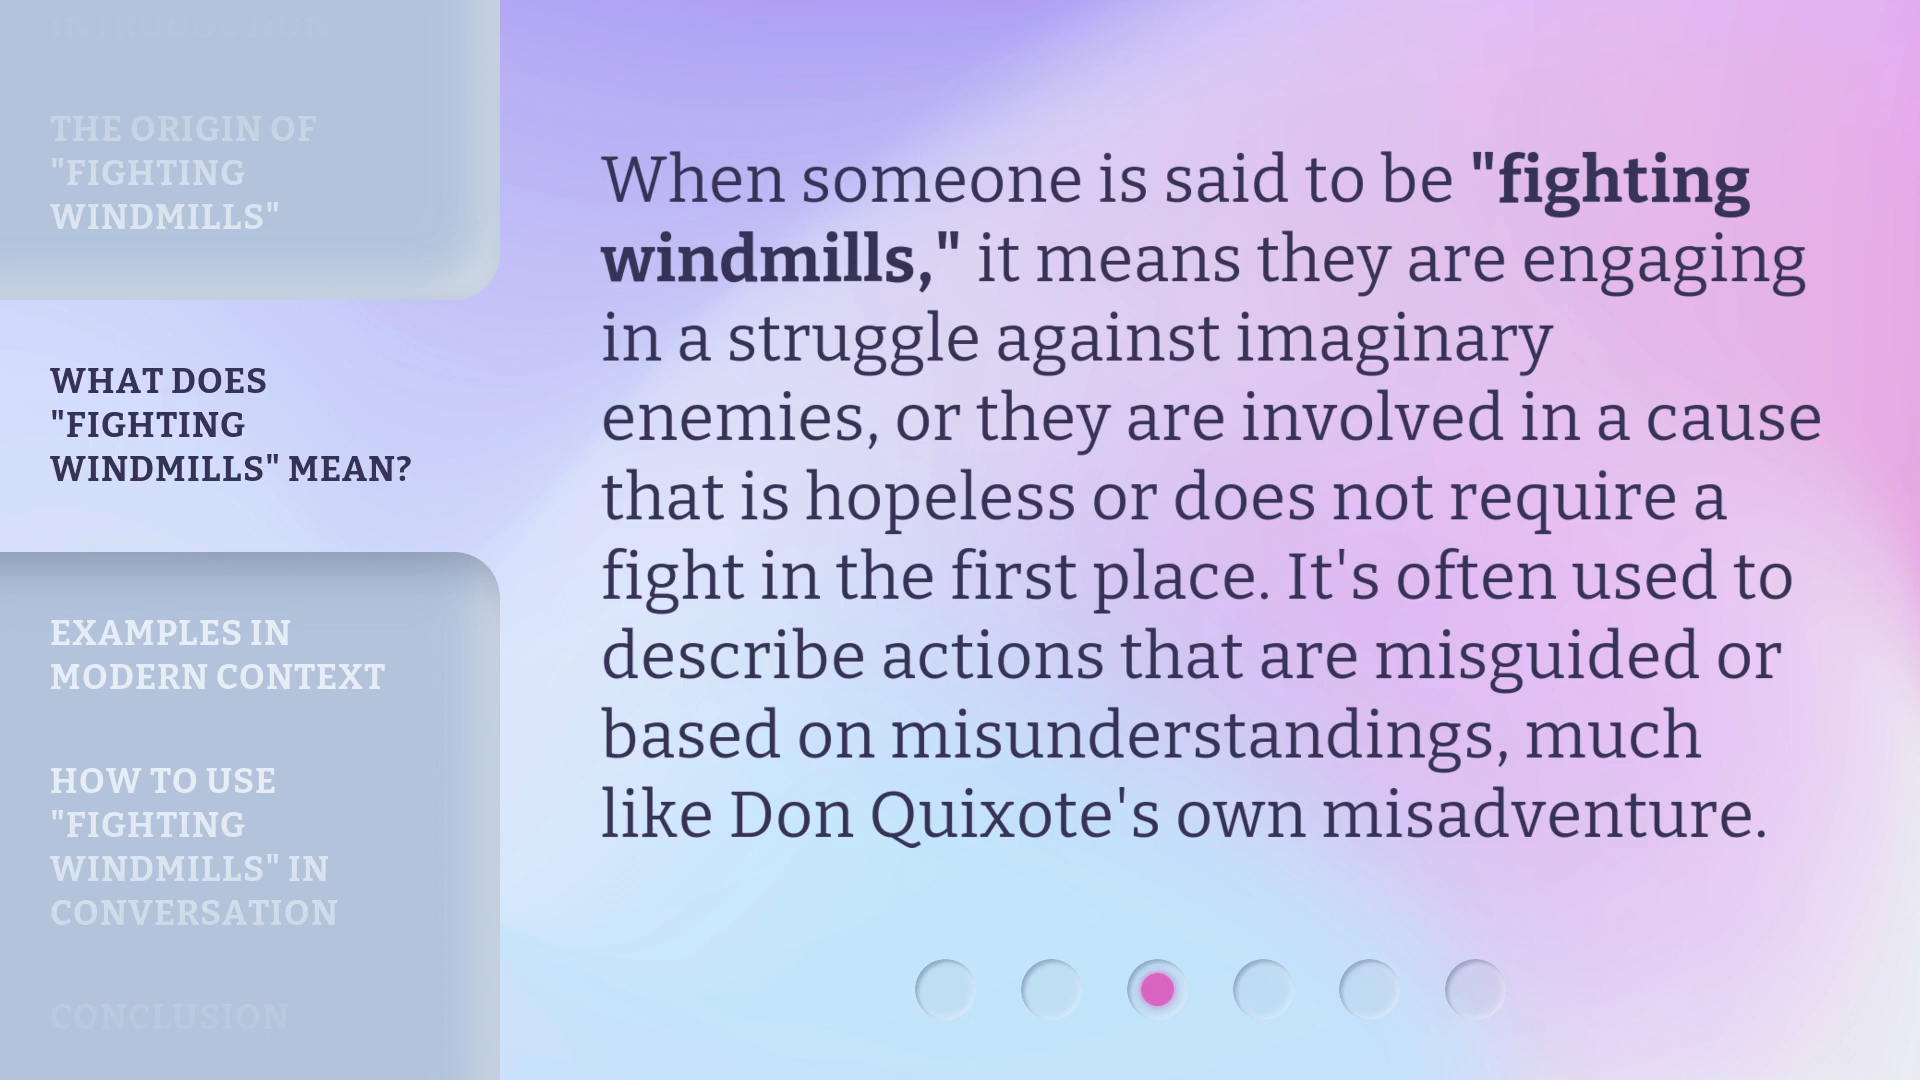 INTRODUCTION
THE ORIGIN OF
"FIGHTING
WINDMILLS"
WHAT DOES
"FIGHTING
WINDMILLS" MEAN?
EXAMPLES IN
MODERN CONTEXT
HOW TO USE
"FIGHTING
WINDMILLS" IN
CONVERSATION
CONCLUSION
When someone is said to be "fighting
windmills," it means they are engaging
in a struggle against imaginary
enemies, or they are involved in a cause
that is hopeless or does not require a
fight in the first place. It's often used to
describe actions that are misguided or
based on misunderstandings, much
like Don Quixote's own misadventure.